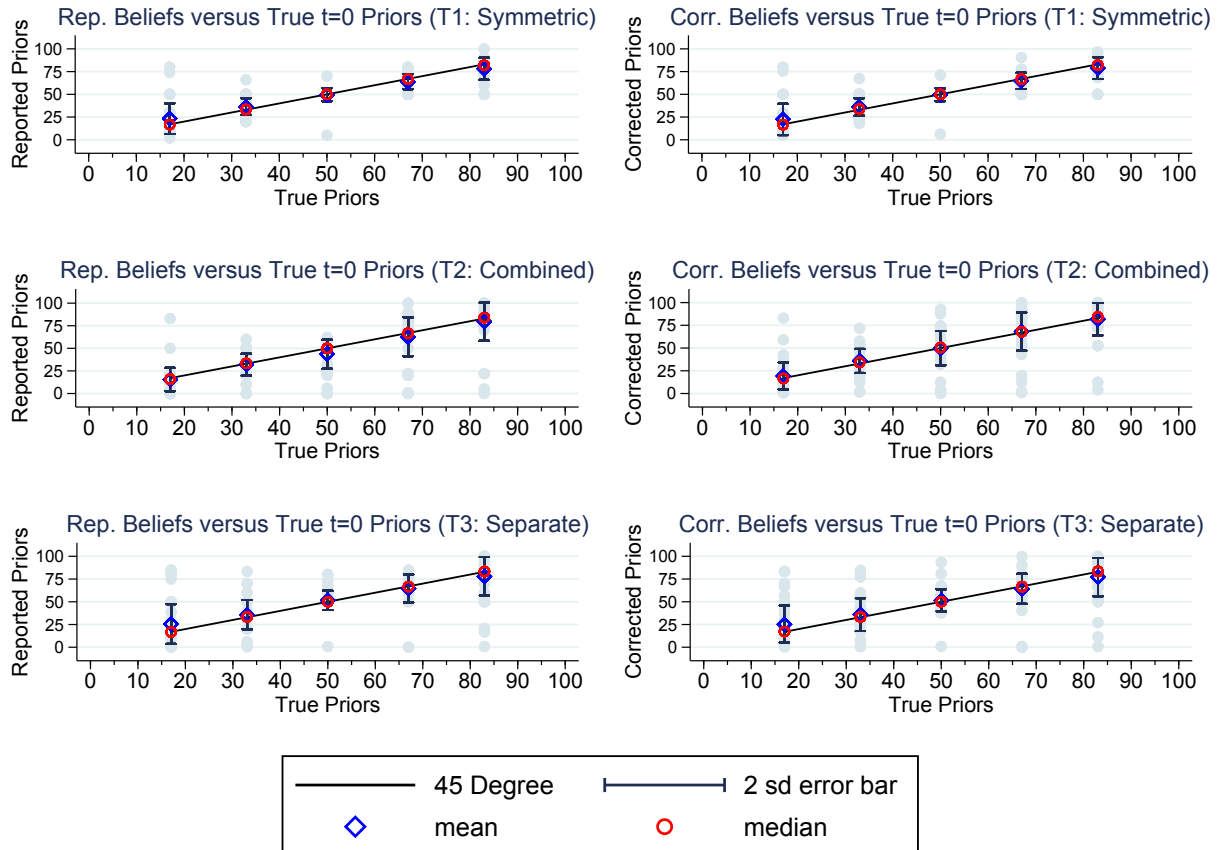 Rep. Beliefs versus True t=0 Priors (T1: Symmetric)
Reported Priors
100
75
50
25
0
0 10 20 30 40 50 60 70 80 90 100
True Priors
Corr. Beliefs versus True t=0 Priors (T1: Symmetric)
Corrected Priors
100
75
50
25
0
0 10 20 30 40 50 60 70 80 90 100
True Priors
Rep. Beliefs versus True t=0 Priors (T2: Combined)
Reported Priors
100
75
50
25
0
0 10 20 30 40 50 60 70 80 90 100
True Priors
Corr. Beliefs versus True t=0 Priors (T2: Combined)
Corrected Priors
100
75
50
25
0
0 10 20 30 40 50 60 70 80 90 100
True Priors
Rep. Beliefs versus True t=0 Priors (T3: Separate)
Reported Priors
100
75
50
25
0
0 10 20 30 40 50 60 70 80 90 100
True Priors
Corr. Beliefs versus True t=0 Priors (T3: Separate)
Corrected Priors
100
75
50
25
0
0 10 20 30 40 50 60 70 80 90 100
True Priors
45 Degree
2 sd error bar
mean
median